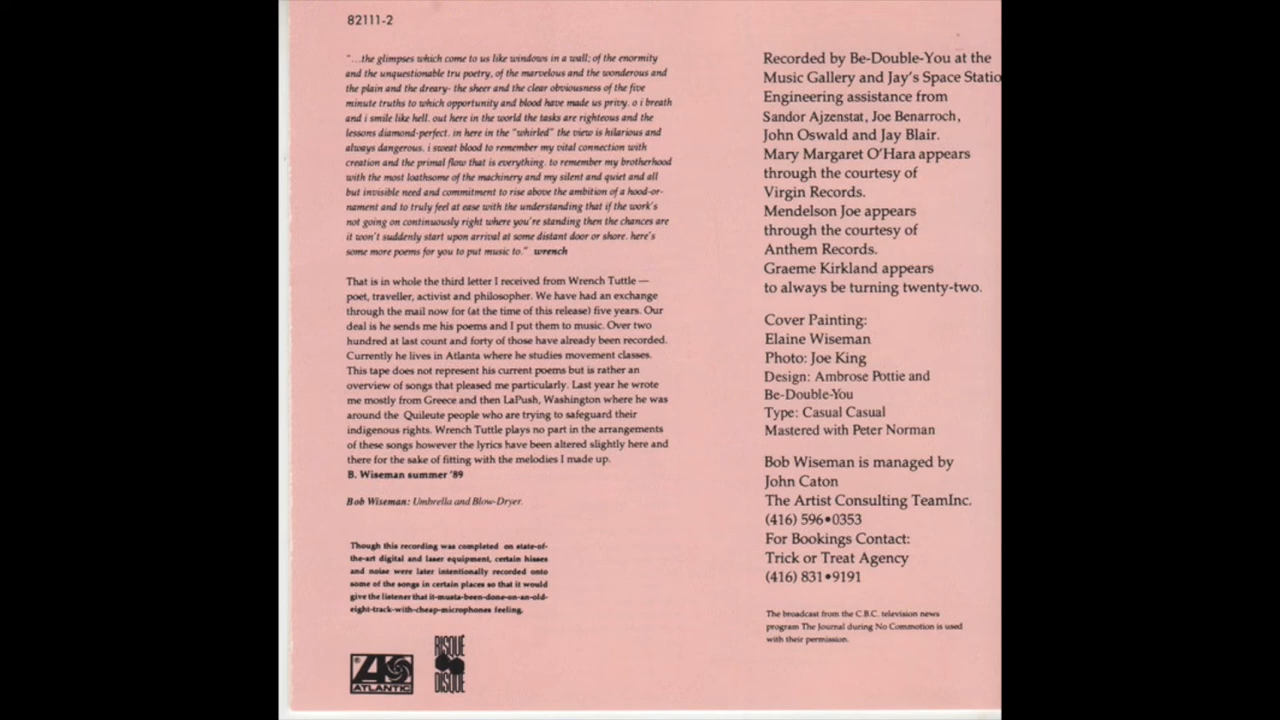 82111-2
"...the glimpses which come to us like windows in a wall; of the enormity
and the unquestionable tru poetry, of the marvelous and the wonderous and
the plain and the dreary- the sheer and the clear obviousness of the five
minute truths to which opportunity and blood have made us privy. o i breath
and i smile like hell. out here in the world the tasks are righteous and the
lessons diamond-perfect. in here in the "whirled" the view is hilarious and
always dangerous. i sweat blood to remember my vital connection with
creation and the primal flow that is everything. to remember my brotherhood
with the most loathsome of the machinery and my silent and quiet and all
but invisible need and commitment to rise above the ambition of a hood-or-
nament and to truly feel at ease with the understanding that if the work's
not going on continuously right where you're standing then the chances are
it won't suddenly start upon arrival at some distant door or shore. here's
some more poems for you to put music to." wrench
That is in whole the third letter I received from Wrench Tuttle —
poet, traveller, activist and philosopher. We have had an exchange
through the mail now for (at the time of this release) five years. Our
deal is he sends me his poems and I put them to music. Over two
hundred at last count and forty of those have already been recorded.
Currently he lives in Atlanta where he studies movement classes.
This tape does not represent his current poems but is rather an
overview of songs that pleased me particularly. Last year he wrote
me mostly from Greece and then LaPush, Washington where he was
around the Quileute people who are trying to safeguard their
indigenous rights. Wrench Tuttle plays no part in the arrangements
of these songs however the lyrics have been altered slightly here and
there for the sake of fitting with the melodies I made up.
B. Wiseman summer '89
Bob Wiseman: Umbrella and Blow-Dryer.
Though this recording was completed on state-of-
the-art digital and laser equipment, certain hisses
and noise were later intentionally recorded onto
some of the songs in certain places so that it would
give the listener that it-musta-been-done-on-an-old-
eight-track-with-cheap-microphones feeling.
ATLANTIC
RISQUÉ
DISQUE
Recorded by Be-Double-You at the
Music Gallery and Jay's Space Statio
Engineering assistance from
Sandor Ajzenstat, Joe Benarroch,
John Oswald and Jay Blair.
Mary Margaret O'Hara appears
through the courtesy of
Virgin Records.
Mendelson Joe appears
through the courtesy of
Anthem Records.
Graeme Kirkland appears
to always be turning twenty-two.
Cover Painting:
Elaine Wiseman
Photo: Joe King
Design: Ambrose Pottie and
Be-Double-You
Type: Casual Casual
Mastered with Peter Norman
Bob Wiseman is managed by
John Caton
The Artist Consulting TeamInc.
(416) 596•0353
For Bookings Contact:
Trick or Treat Agency
(416) 831•9191
The broadcast from the C.B.C. television news
program The Journal during No Commotion is used
with their permission.